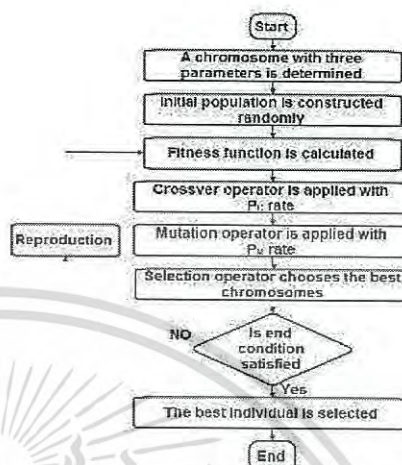 Start
A chromosome with three
parameters is determined
Initial population is constructed
randomly
Fitness function is calculated
Crossver operator is applied with
rate
Reproduction
Mutation operator is applied with
rate
Selection operator chooses the best
chromosomes
NO
Is end
condition
satisfied
Yes
The best individual is selected
End